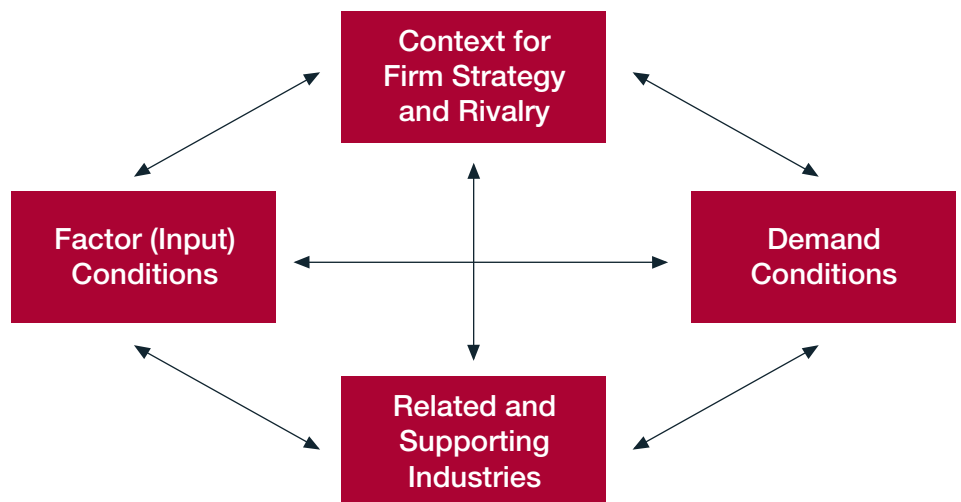 Context for
Firm Strategy
and Rivalry
Factor (Input)
Conditions
Demand
Conditions
Related and
Supporting
Industries